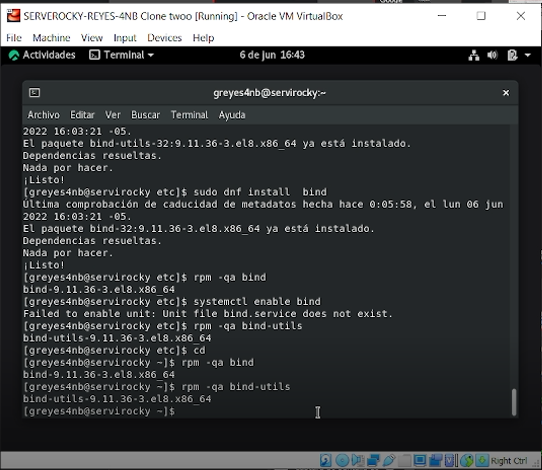 Google
SERVEROCKY-REYES-4NB Clone twoo [Running] - Oracle VM VirtualBox
File Machine View Input Devices Help
Actividades Terminal 6 de jun 16:43
greyes4nb@servirocky:~
Archivo Editar Ver Buscar Terminal Ayuda
2022 16:03:21 -05.
El paquete bind-utils-32:9.11.36-3.el8.x86_64 ya está instalado.
Dependencias resueltas.
Nada por hacer.
¡Listo!
[greyes4nb@servirocky etc]$ sudo dnf install  bind
Última comprobación de caducidad de metadatos hecha hace 0:05:58, el lun 06 jun
2022 16:03:21 -05.
El paquete bind-32:9.11.36-3.el8.x86_64 ya está instalado.
Dependencias resueltas.
Nada por hacer.
¡Listo!
[greyes4nb@servirocky etc]$ rpm -qa bind
bind-9.11.36-3.el8.x86_64
[greyes4nb@servirocky etc]$ systemctl enable bind
Failed to enable unit: Unit file bind.service does not exist.
[greyes4nb@servirocky etc]$ rpm -qa bind-utils
bind-utils-9.11.36-3.el8.x86_64
[greyes4nb@servirocky etc]$ cd
[greyes4nb@servirocky ~]$ rpm -qa bind
bind-9.11.36-3.el8.x86_64
[greyes4nb@servirocky ~]$ rpm -qa bind-utils
bind-utils-9.11.36-3.el8.x86_64
[greyes4nb@servirocky ~]$
Right Ctrl